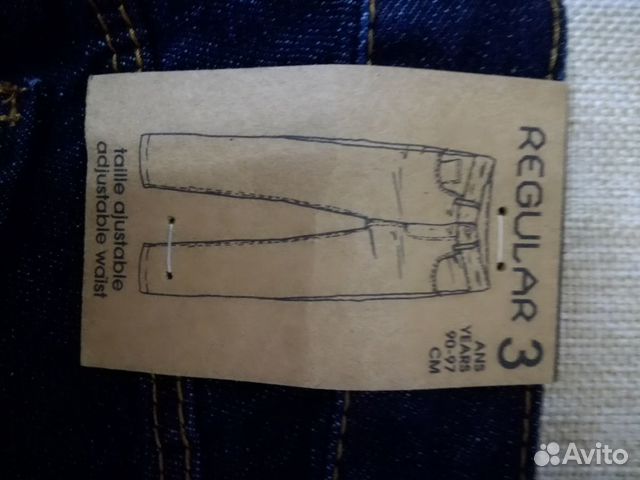 REGULAR 3
ANS
YEARS
90-97
CM
taille ajustable
adjustable waist
Avito